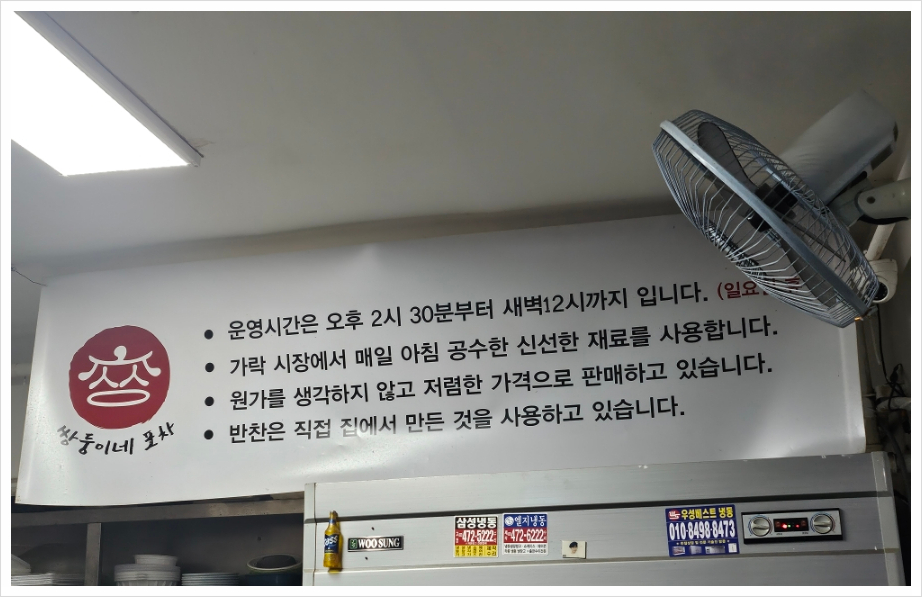 운영시간은 오후 2시 30분부터 새벽12시까지 입니다.
가락 시장에서 매일 아침 공수한 신선한 재료를 사용합니다.
원가를 생각하지 않고 저렴한 가격으로 판매하고 있습니다.
반찬은 직접 집에서 만든 것을 사용하고 있습니다.
쌍
쌍둥이네 포차
cass
WOOSUNG
삼성냉동
472-5222
엘지냉동
472-6222
우성베스트 냉동
010-8498-8473